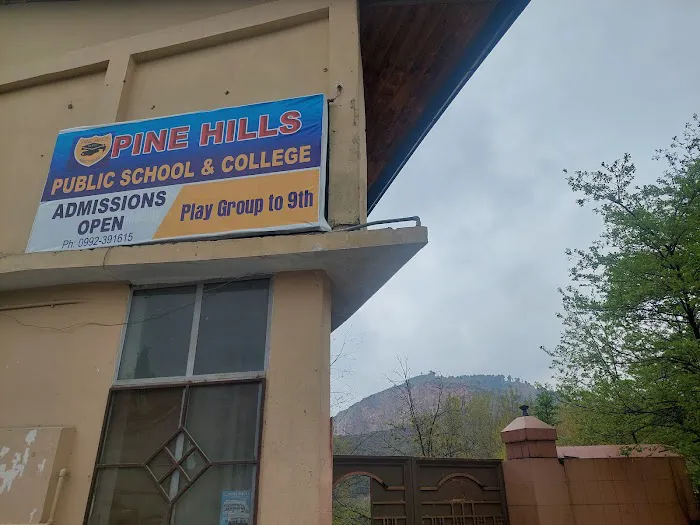 PINE HILLS
PUBLIC SCHOOL & COLLEGE
ADMISSIONS
OPEN
Play Group to 9th
Ph: 0992-391615